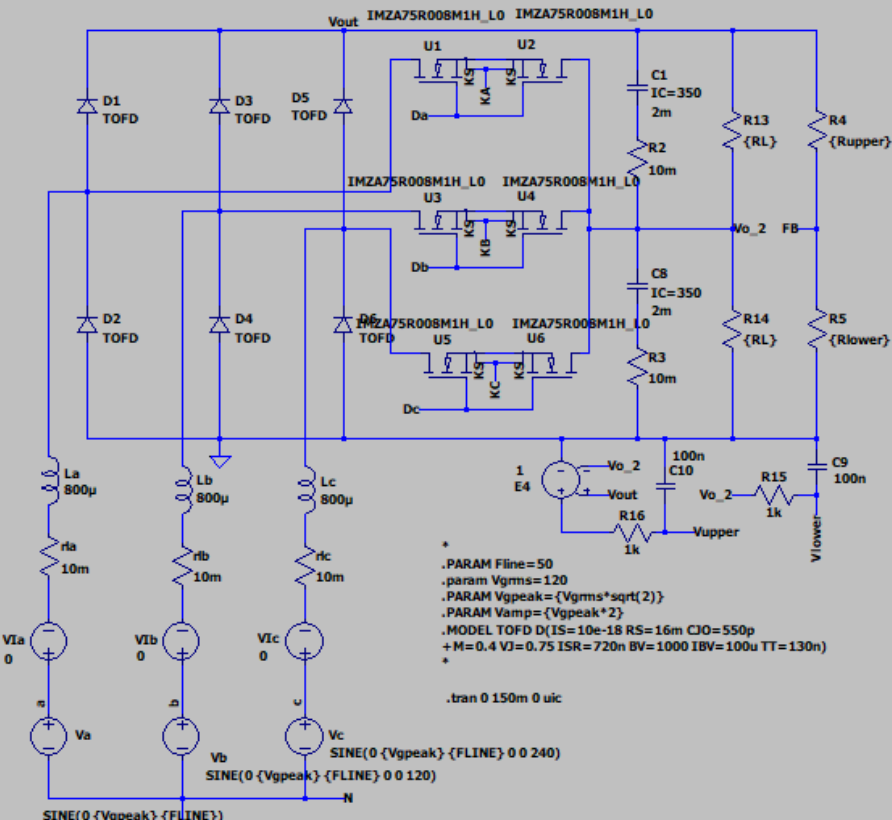 IMZA75R008M1H_L0 IMZA75R008M1H_L0
Vout
U1 U2
KS KS
KA
C1
IC=350
2m
D1
TOFD
D3
TOFD
D5
TOFD
Da
R13
{RL}
R4
{Rupper}
R2
10m
IMZA75R008M1H_L0 IMZA75R008M1H_L0
U3 U4
KS KS
KB
Vo_2 FB
Db
C8
IC=350
2m
D2
TOFD
D4
TOFD
D6
TOFD
IMZA75R008M1H_L0 IMZA75R008M1H_L0
U5 U6
KS KS
KC
R14
{RL}
R5
{Rlower}
R3
10m
Dc
La
800µ
Lb
800µ
Lc
800µ
1
E4
Vo_2
Vout
100n
C10
R16
1k
Vupper
Vo_2
R15
1k
C9
100n
Vlower
rla
10m
rlb
10m
rlc
10m
*
.PARAM Fline=50
.param Vgrms=120
.PARAM Vgpeak={Vgrms*sqrt(2)}
.PARAM Vamp={Vgpeak*2}
.MODEL TOFD D(IS=10e-18 RS=16m CJO=550p
+M=0.4 VJ=0.75 ISR=720n BV=1000 IBV=100u TT=130n)
*
.tran 0 150m 0 uic
VIa
0
VIb
0
VIc
0
a
b
c
Va
Vb
Vc
SINE(0 {Vgpeak} {FLINE} 0 0 240)
SINE(0 {Vgpeak} {FLINE} 0 0 120)
N
SINE(0 {Vgpeak} {FLINE})